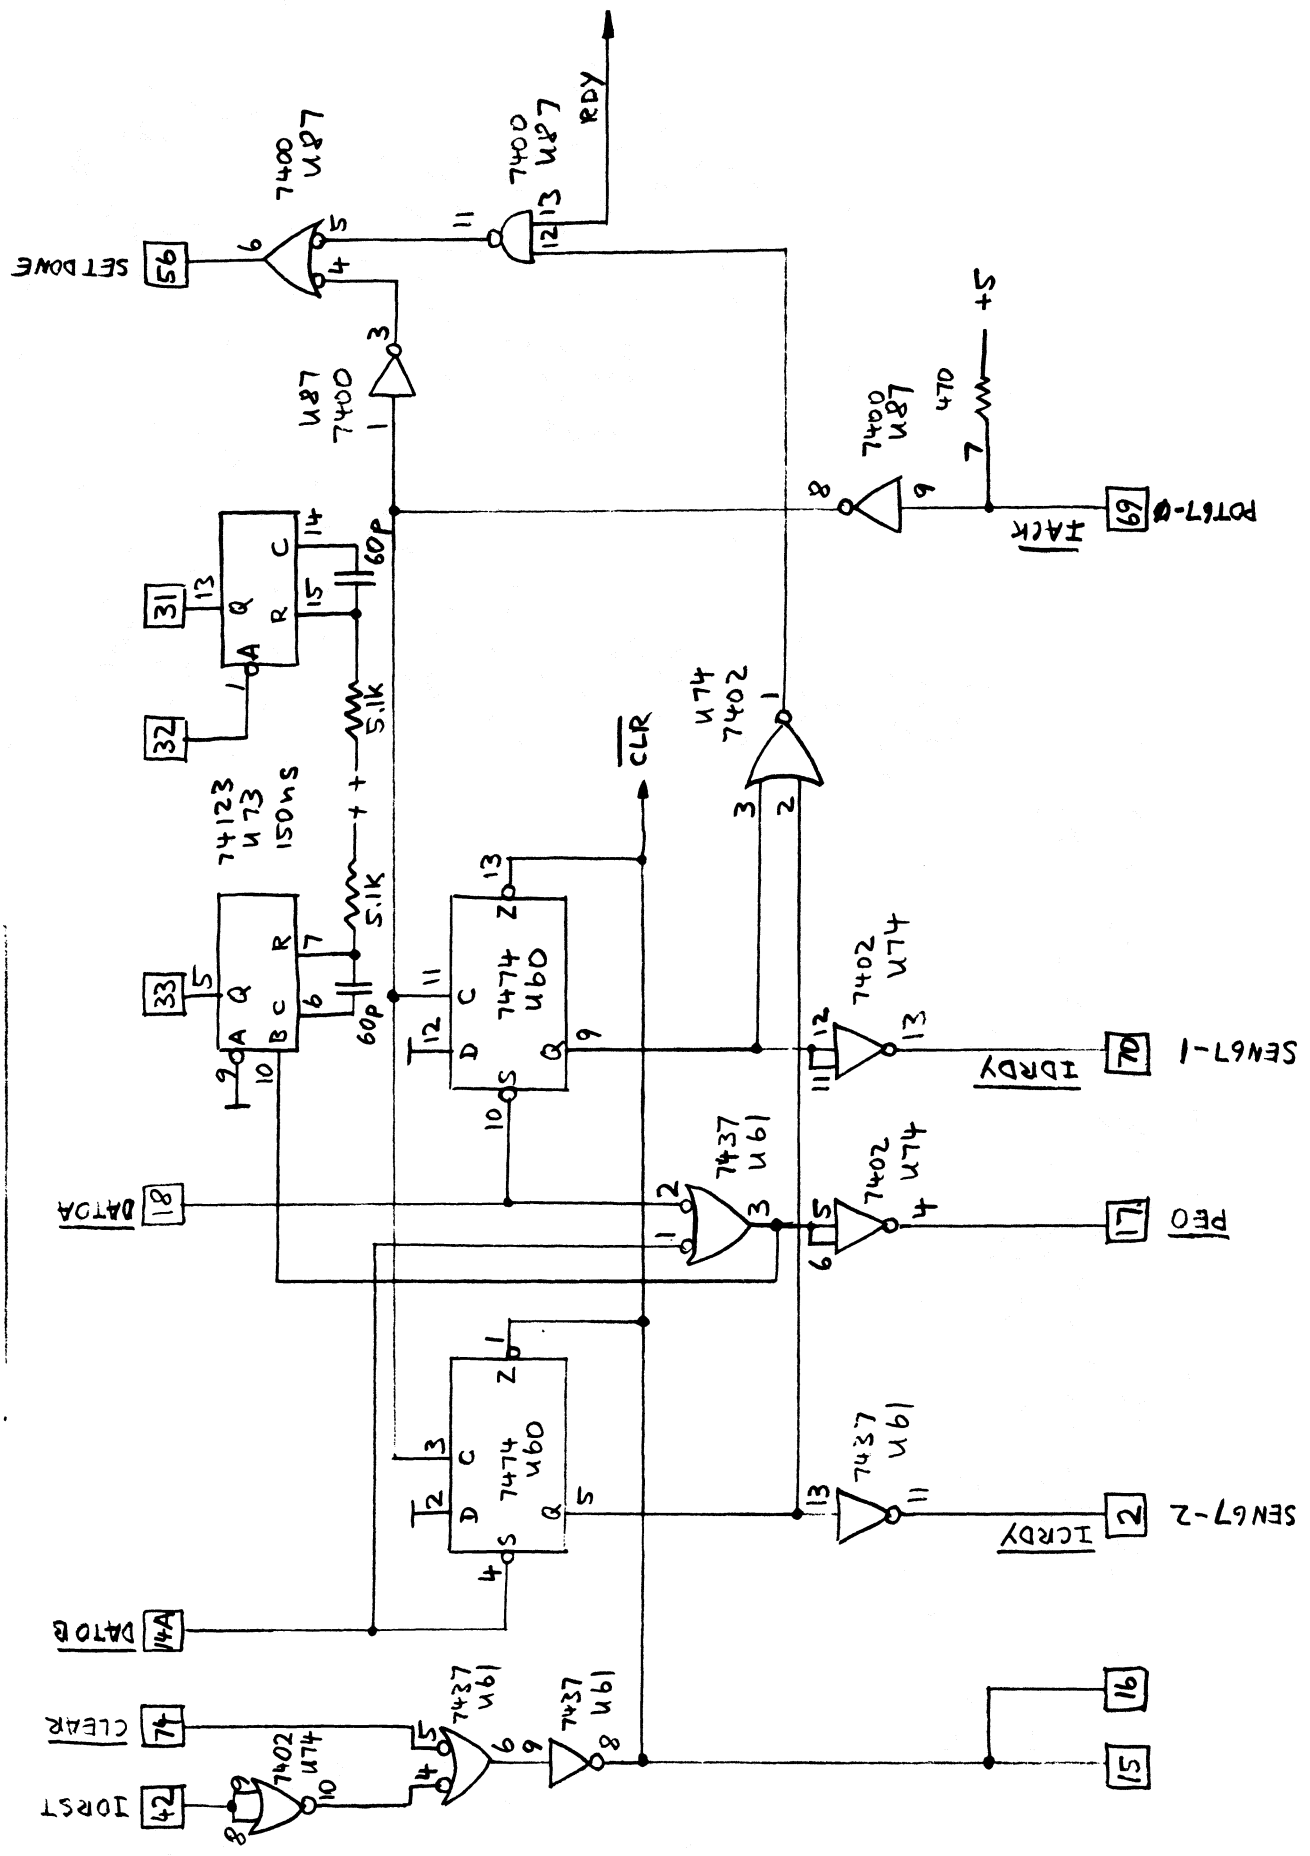 RDY
7400
U87
7400
U87
SETDONE
56
6
4
5
11
12
13
3
U87
7400
1
+5
470
7
7400
U87
8
9
69
IACK
POT67-0
31
13
Q
A
1
R
C
15
14
32
60p
5.1K
+
+
5.1K
74123
U73
150ns
33
5
Q
A
B
C
R
9
10
6
7
60p
CLR
U74
7402
1
3
2
13
Z
12
11
D
C
7474
U60
S
Q
10
9
7402
U74
12
11
13
IDRDY
70
SEN67-1
DATOA
18
2
1
3
7437
U61
7402
U74
5
6
4
17
PEO
1
Z
2
3
D
C
7474
U60
S
Q
4
5
7437
U61
13
11
ICRDY
2
SEN67-2
DATOB
14A
CLEAR
74
IORST
42
9
8
7402
U74
10
5
4
7437
U61
6
9
7437
U61
8
16
15